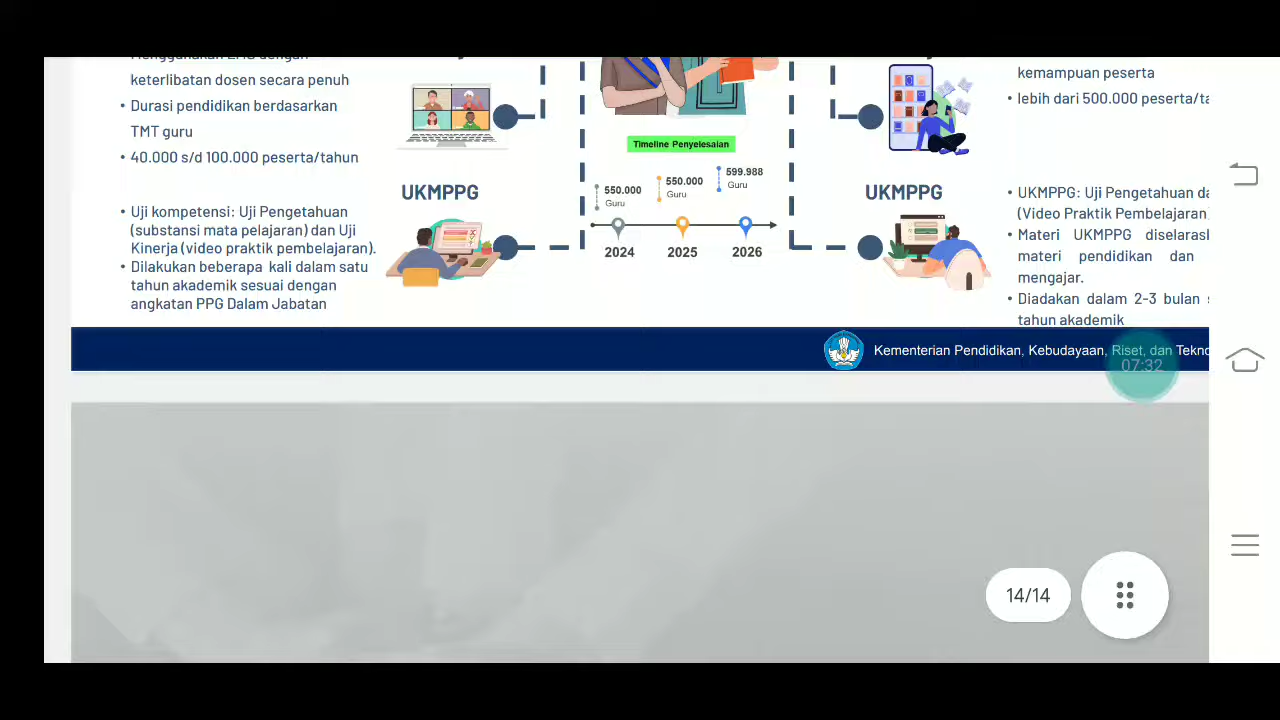 keterlibatan dosen secara penuh
• Durasi pendidikan berdasarkan
TMT guru
• 40.000 s/d 100.000 peserta/tahun
UKMPPG
• Uji kompetensi: Uji Pengetahuan
(substansi mata pelajaran) dan Uji
Kinerja (video praktik pembelajaran).
• Dilakukan beberapa kali dalam satu
tahun akademik sesuai dengan
angkatan PPG Dalam Jabatan
Timeline Penyelesaian
550.000
Guru
550.000
Guru
599.988
Guru
2024
2025
2026
kemampuan peserta
• lebih dari 500.000 peserta/ta
UKMPPG
• UKMPPG: Uji Pengetahuan da
(Video Praktik Pembelajaran)
• Materi UKMPPG diselarask
materi pendidikan dan
mengajar.
• Diadakan dalam 2-3 bulan s
tahun akademik
Kementerian Pendidikan, Kebudayaan, Riset, dan Tekno
07:32
14/14